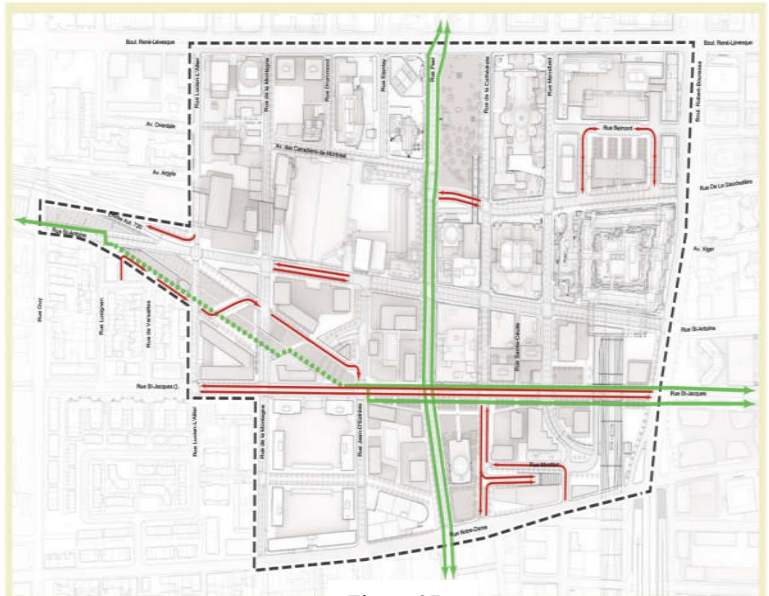 Boul. René-Lévesque
Boul. René-Lévesque
Rue Lucien-L'Allier
Rue de la Montagne
Rue Drummond
Rue Stanley
Rue Peel
Rue de la Cathédrale
Rue Mansfield
Boul. Robert-Bourassa
Av. Overdale
Rue Belmont
Av. des Canadiens-de-Montréal
Av. Argyle
Rue De La Gauchetière
Rue St-Antoine
Av. Viger
Rue Guy
Rue Lusignan
Rue de Versailles
Rue St-Antoine
Rue Sainte-Cécile
Rue St-Jacques O.
Rue St-Jacques
Rue Lucien-L'Allier
Rue de la Montagne
Rue Jean-D'Estrées
Rue Notre-Dame